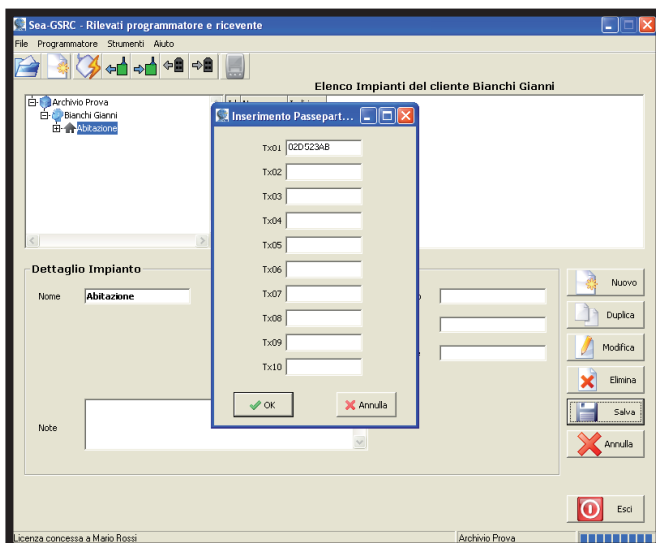 Sea-GSRC - Rilevati programmatore e ricevente
File Programmatore Strumenti Aiuto
Elenco Impianti del cliente Bianchi Gianni
Archivio Prova
Bianchi Gianni
Abitazione
Inserimento Passepart...
Tx01 02D523AB
Tx02
Tx03
Tx04
Tx05
Tx06
Tx07
Tx08
Tx09
Tx10
OK
Annulla
Dettaglio Impianto
Nome Abitazione
Note
Nuovo
Duplica
Modifica
Elimina
Salva
Annulla
Esci
Licenza concessa a Mario Rossi
Archivio Prova